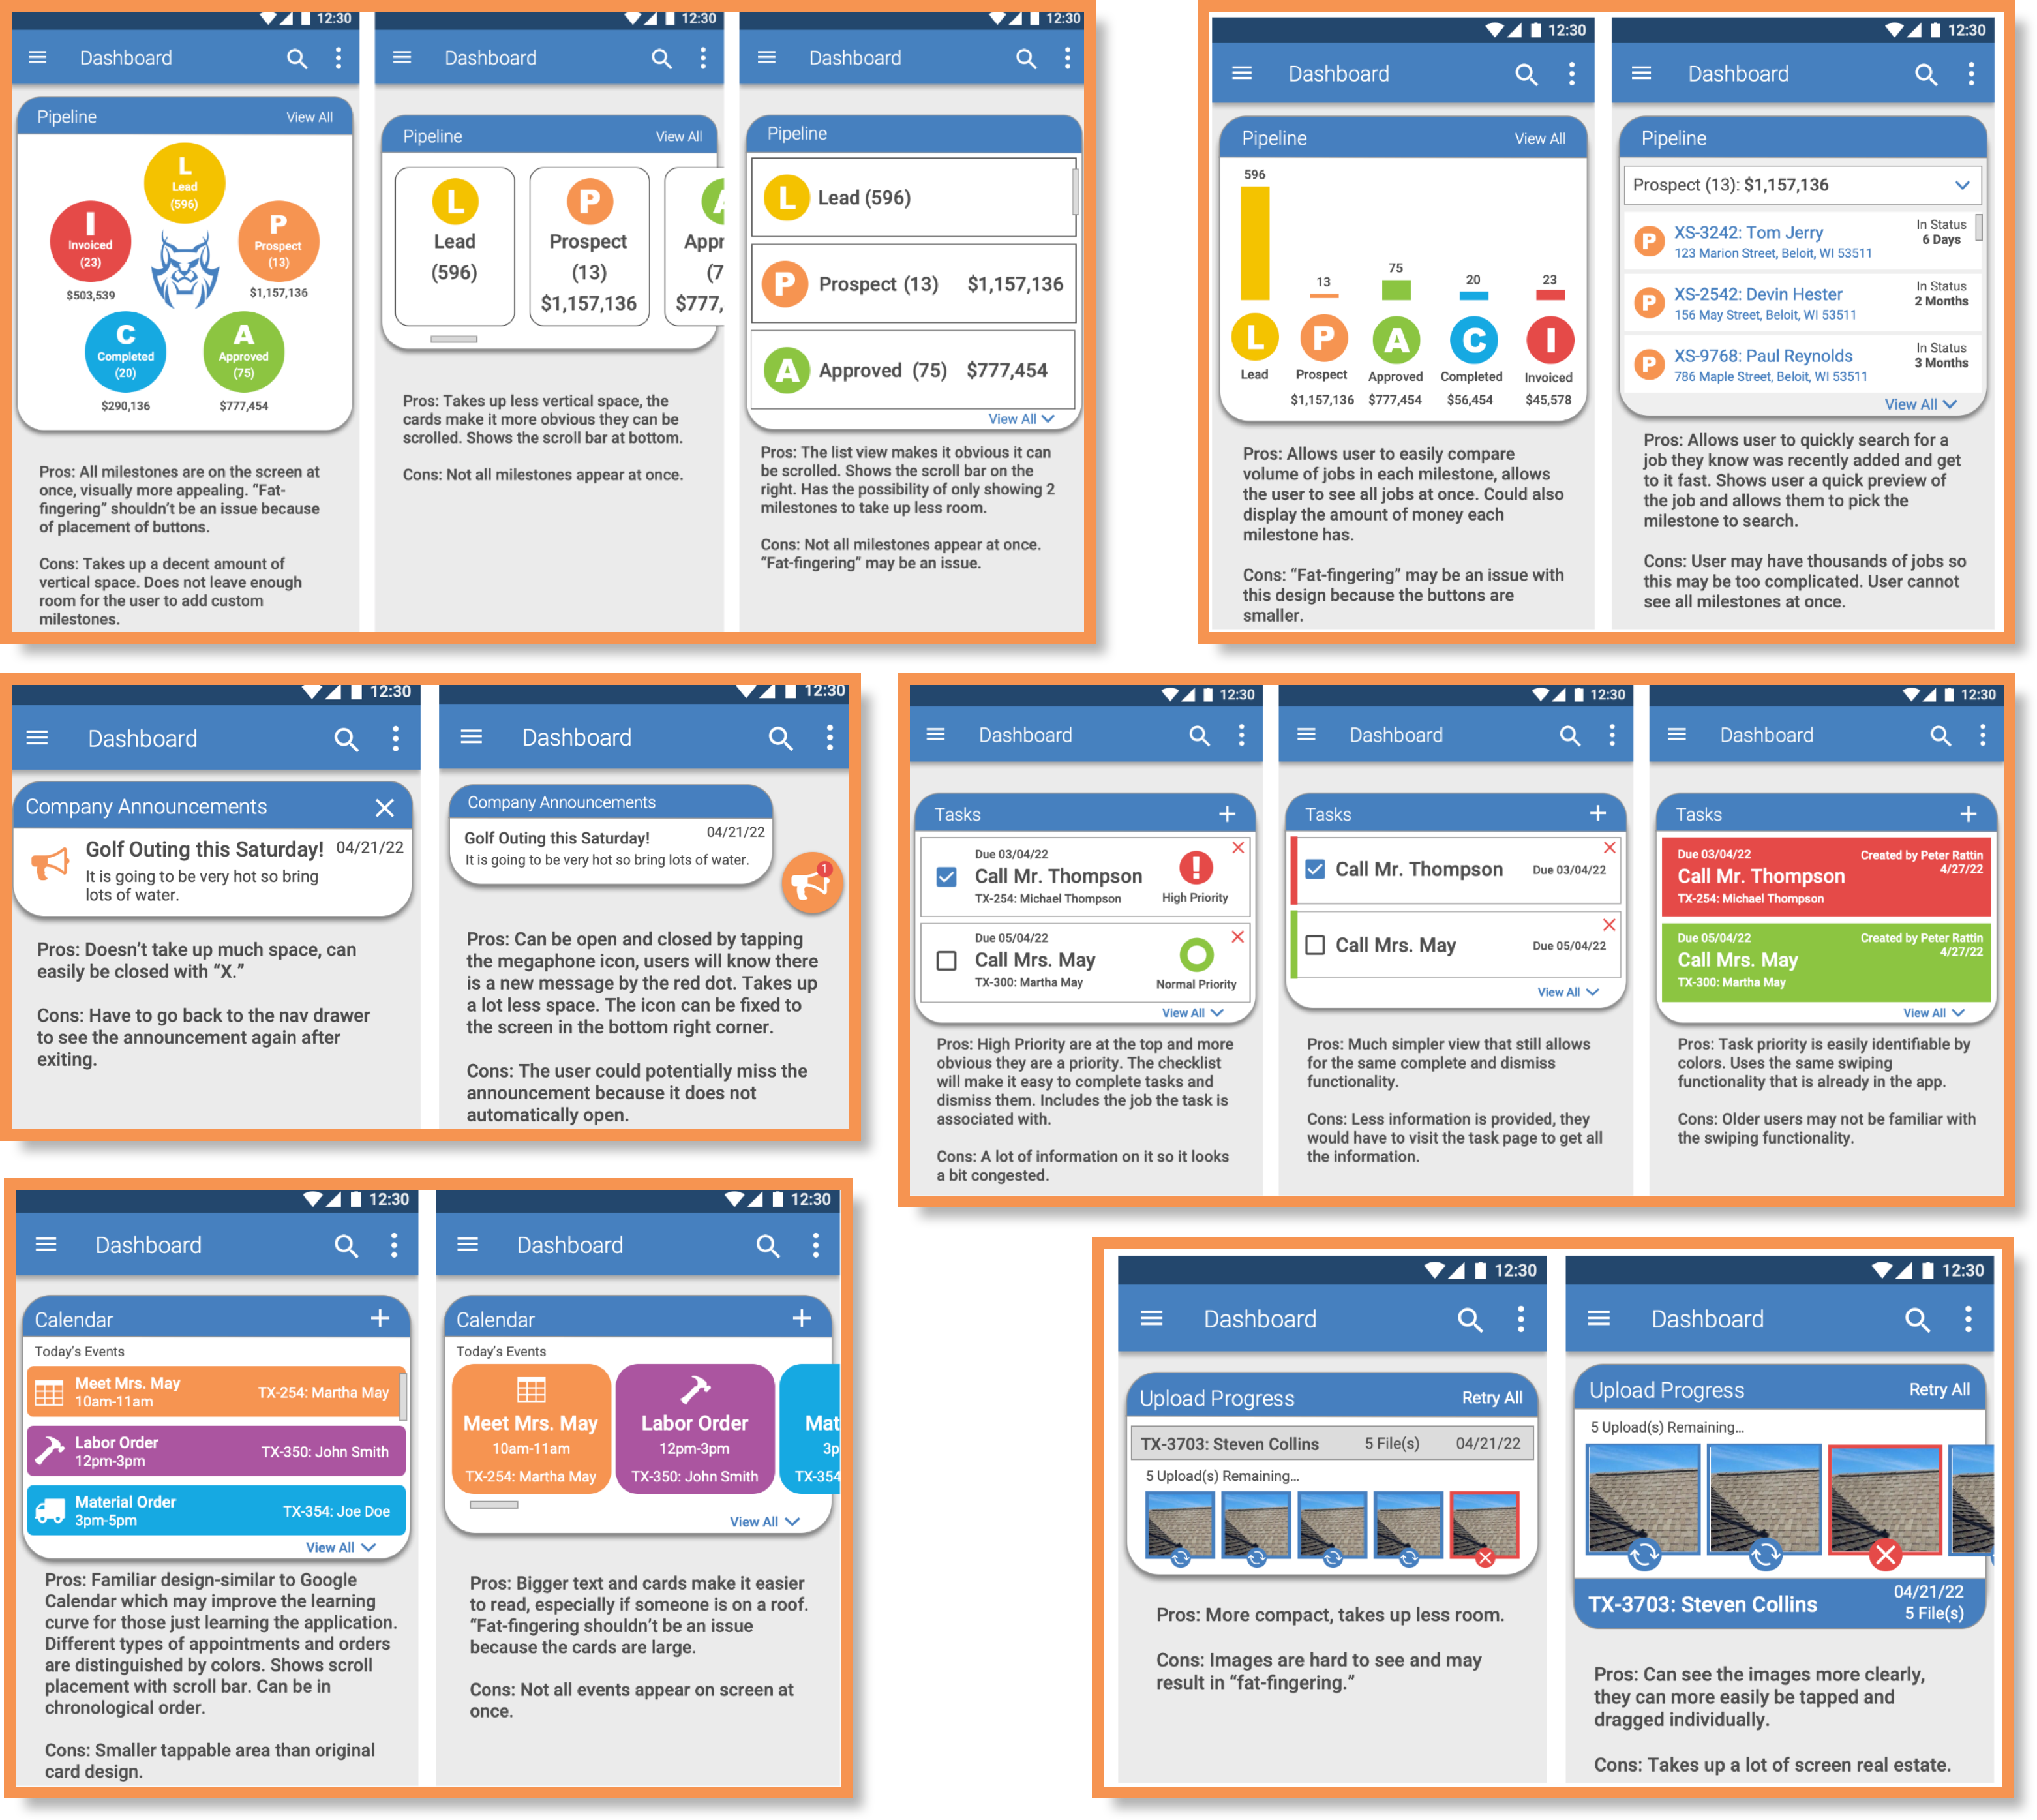 12:30
Dashboard
Pipeline
View All
L
Lead
(596)
I
Invoiced
(23)
$503,539
P
Prospect
(13)
$1,157,136
C
Completed
(20)
$290,136
A
Approved
(75)
$777,454
Pros: All milestones are on the screen at
once, visually more appealing. “Fat-
fingering” shouldn’t be an issue because
of placement of buttons.
Cons: Takes up a decent amount of
vertical space. Does not leave enough
room for the user to add custom
milestones.
12:30
Dashboard
Pipeline
View All
L
Lead
(596)
P
Prospect
(13)
$1,157,136
A
Appr
(7
$777,
Pros: Takes up less vertical space, the
cards make it more obvious they can be
scrolled. Shows the scroll bar at bottom.
Cons: Not all milestones appear at once.
12:30
Dashboard
Pipeline
L Lead (596)
P Prospect (13) $1,157,136
A Approved (75) $777,454
View All
Pros: The list view makes it obvious it can
be scrolled. Shows the scroll bar on the
right. Has the possibility of only showing 2
milestones to take up less room.
Cons: Not all milestones appear at once.
“Fat-fingering” may be an issue.
12:30
Dashboard
Pipeline
View All
596
13
75
20
23
L P A C I
Lead Prospect Approved Completed Invoiced
$1,157,136 $777,454 $56,454 $45,578
Pros: Allows user to easily compare
volume of jobs in each milestone, allows
the user to see all jobs at once. Could also
display the amount of money each
milestone has.
Cons: “Fat-fingering” may be an issue with
this design because the buttons are
smaller.
12:30
Dashboard
Pipeline
Prospect (13): $1,157,136
P XS-3242: Tom Jerry
123 Marion Street, Beloit, WI 53511
In Status
6 Days
P XS-2542: Devin Hester
156 May Street, Beloit, WI 53511
In Status
2 Months
P XS-9768: Paul Reynolds
786 Maple Street, Beloit, WI 53511
In Status
3 Months
View All
Pros: Allows user to quickly search for a
job they know was recently added and get
to it fast. Shows user a quick preview of
the job and allows them to pick the
milestone to search.
Cons: User may have thousands of jobs so
this may be too complicated. User cannot
see all milestones at once.
12:30
Dashboard
Company Announcements
Golf Outing this Saturday! 04/21/22
It is going to be very hot so bring
lots of water.
Pros: Doesn’t take up much space, can
easily be closed with “X.”
Cons: Have to go back to the nav drawer
to see the announcement again after
exiting.
12:30
Dashboard
Company Announcements
Golf Outing this Saturday! 04/21/22
It is going to be very hot so bring lots of water.
1
Pros: Can be open and closed by tapping
the megaphone icon, users will know there
is a new message by the red dot. Takes up
a lot less space. The icon can be fixed to
the screen in the bottom right corner.
Cons: The user could potentially miss the
announcement because it does not
automatically open.
12:30
Dashboard
Tasks
Due 03/04/22
Call Mr. Thompson
TX-254: Michael Thompson
High Priority
Due 05/04/22
Call Mrs. May
TX-300: Martha May
Normal Priority
View All
Pros: High Priority are at the top and more
obvious they are a priority. The checklist
will make it easy to complete tasks and
dismiss them. Includes the job the task is
associated with.
Cons: A lot of information on it so it looks
a bit congested.
12:30
Dashboard
Tasks
Call Mr. Thompson Due 03/04/22
Call Mrs. May Due 05/04/22
View All
Pros: Much simpler view that still allows
for the same complete and dismiss
functionality.
Cons: Less information is provided, they
would have to visit the task page to get all
the information.
12:30
Dashboard
Tasks
Due 03/04/22
Call Mr. Thompson
TX-254: Michael Thompson
Created by Peter Rattin
4/27/22
Due 05/04/22
Call Mrs. May
TX-300: Martha May
Created by Peter Rattin
4/27/22
View All
Pros: Task priority is easily identifiable by
colors. Uses the same swiping
functionality that is already in the app.
Cons: Older users may not be familiar with
the swiping functionality.
12:30
Dashboard
Calendar
Today’s Events
Meet Mrs. May
10am-11am
TX-254: Martha May
Labor Order
12pm-3pm
TX-350: John Smith
Material Order
3pm-5pm
TX-354: Joe Doe
View All
Pros: Familiar design-similar to Google
Calendar which may improve the learning
curve for those just learning the application.
Different types of appointments and orders
are distinguished by colors. Shows scroll
placement with scroll bar. Can be in
chronological order.
Cons: Smaller tappable area than original
card design.
12:30
Dashboard
Calendar
Today’s Events
Meet Mrs. May
10am-11am
TX-254: Martha May
Labor Order
12pm-3pm
TX-350: John Smith
Mat
3p
TX-354
View All
Pros: Bigger text and cards make it easier
to read, especially if someone is on a roof.
“Fat-fingering shouldn’t be an issue
because the cards are large.
Cons: Not all events appear on screen at
once.
12:30
Dashboard
Upload Progress
Retry All
TX-3703: Steven Collins 5 File(s) 04/21/22
5 Upload(s) Remaining...
Pros: More compact, takes up less room.
Cons: Images are hard to see and may
result in “fat-fingering.”
12:30
Dashboard
Upload Progress
Retry All
5 Upload(s) Remaining...
TX-3703: Steven Collins
04/21/22
5 File(s)
Pros: Can see the images more clearly,
they can more easily be tapped and
dragged individually.
Cons: Takes up a lot of screen real estate.